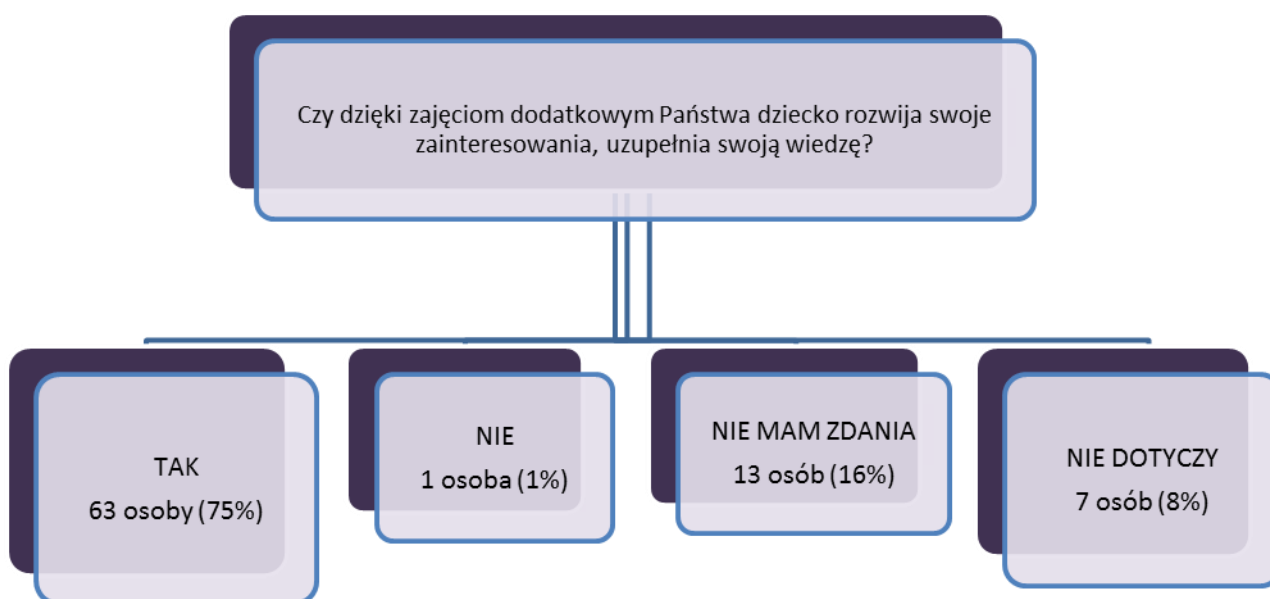 Czy dzięki zajęciom dodatkowym Państwa dziecko rozwija swoje
zainteresowania, uzupełnia swoją wiedzę?
TAK
63 osoby (75%)
NIE
1 osoba (1%)
NIE MAM ZDANIA
13 osób (16%)
NIE DOTYCZY
7 osób (8%)